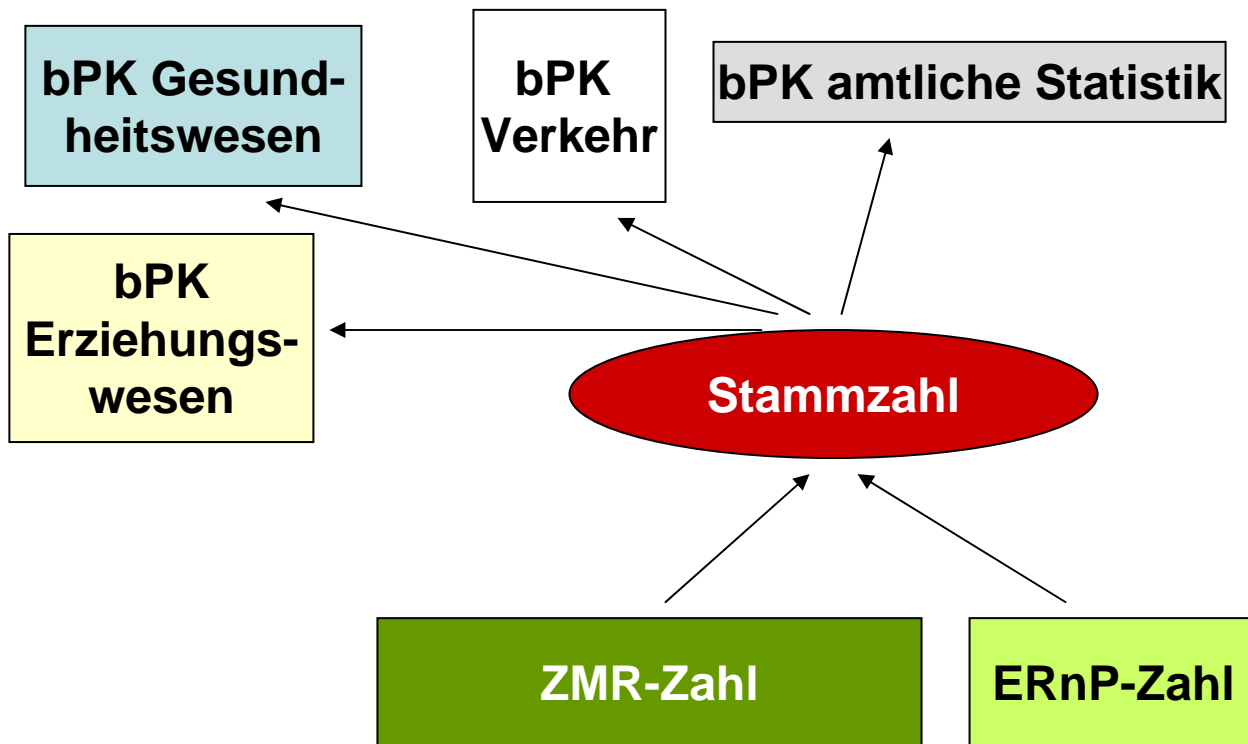 bPK Gesund-
heitswesen
bPK
Verkehr
bPK amtliche Statistik
bPK
Erziehungs-
wesen
Stammzahl
ZMR-Zahl
ERnP-Zahl